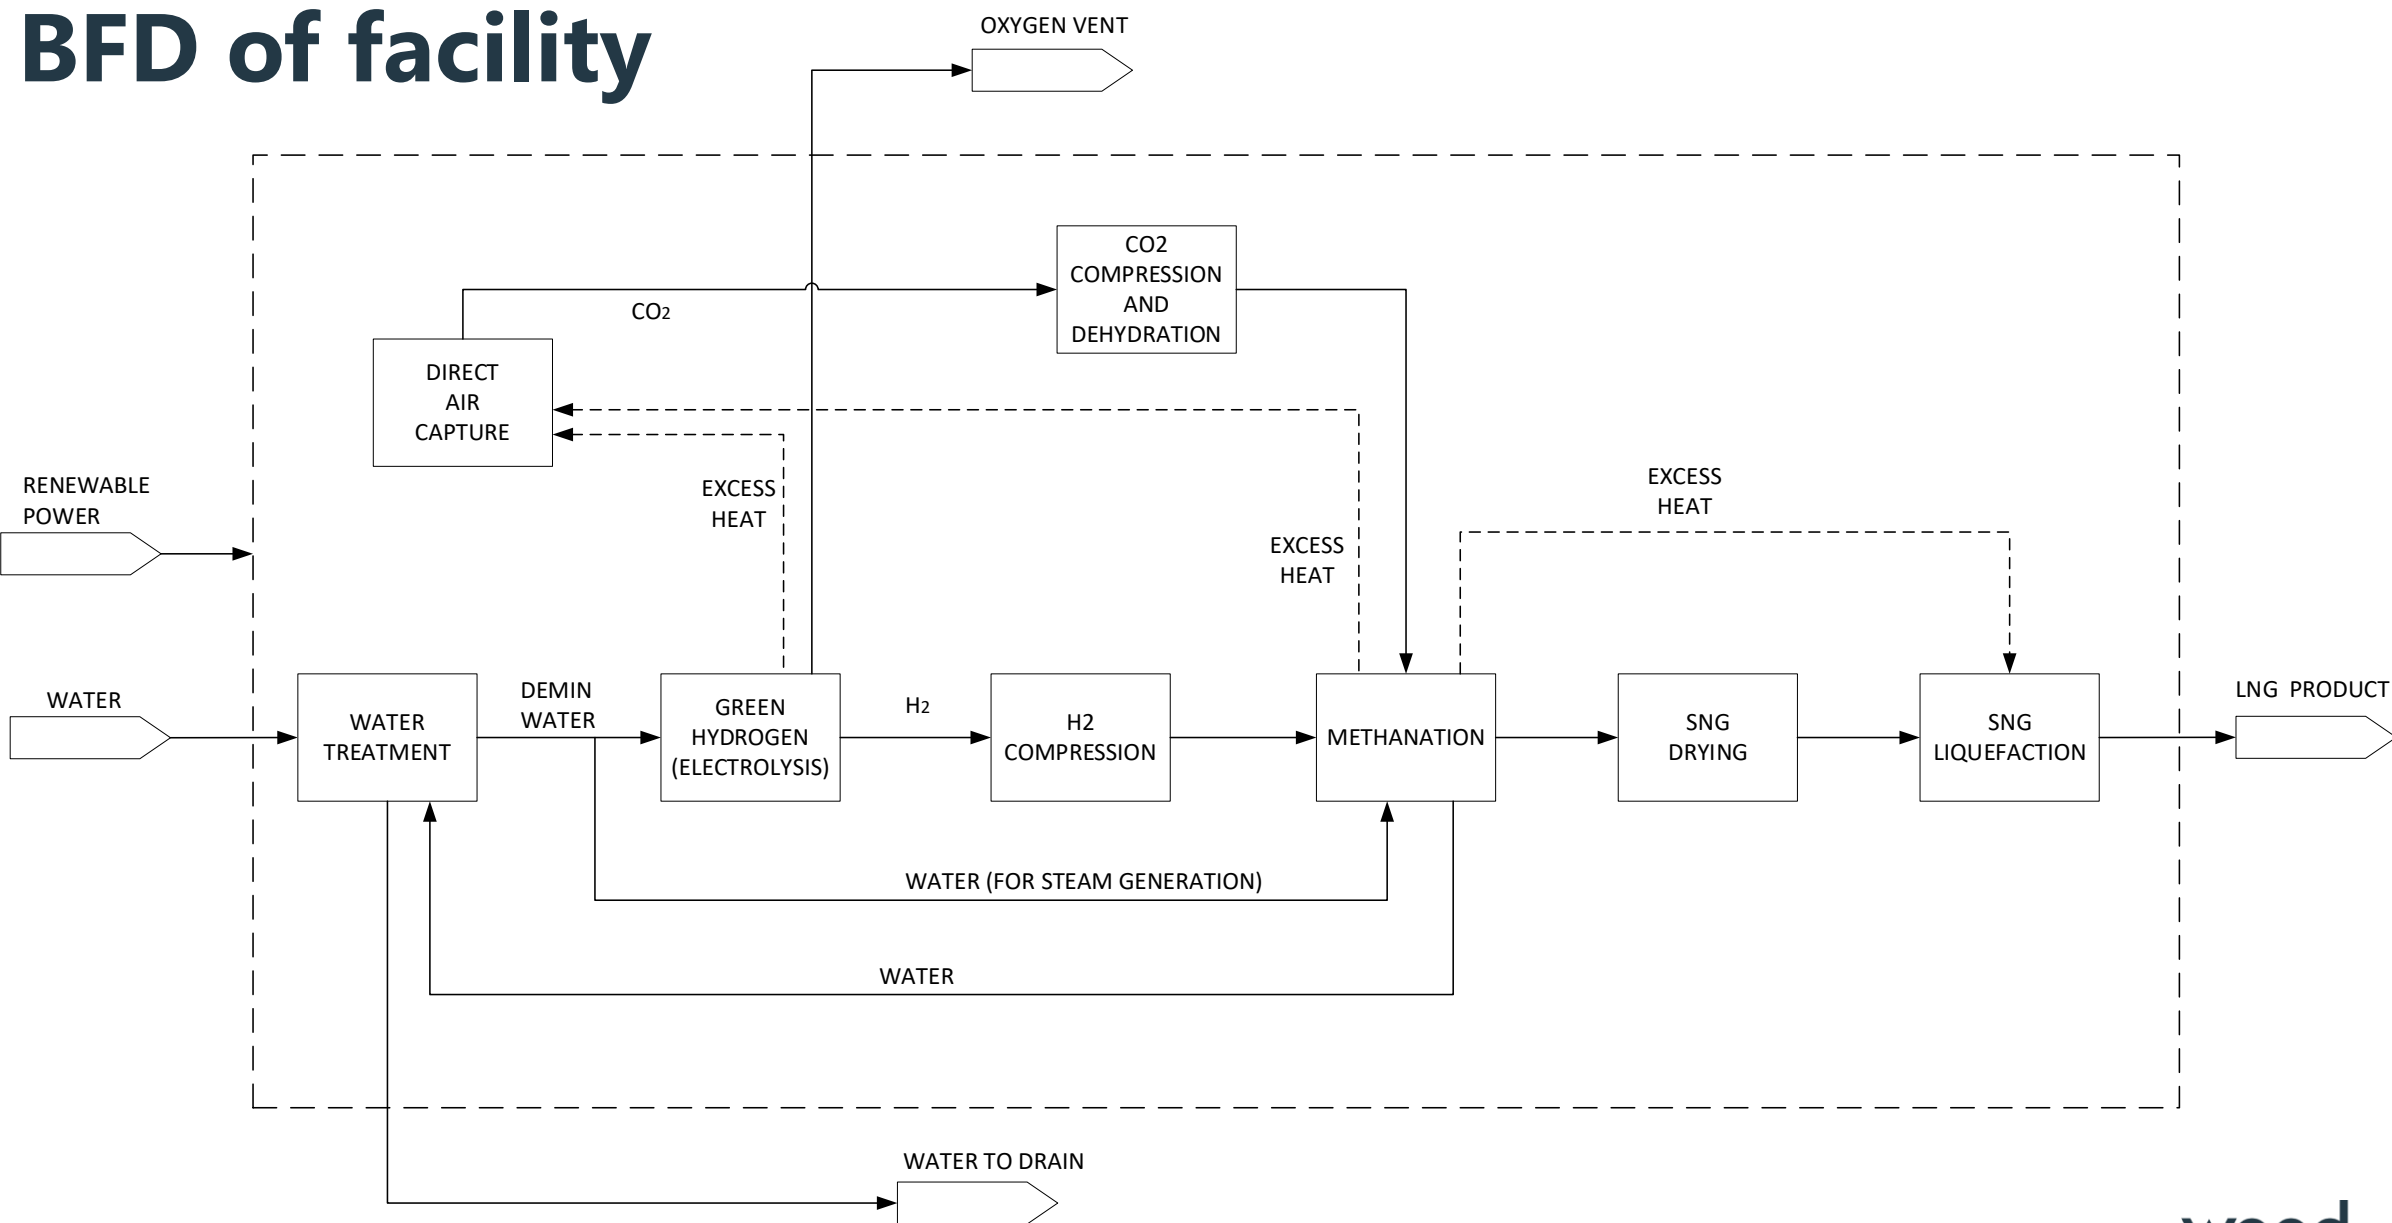 BFD of facility
OXYGEN VENT
CO2
COMPRESSION
AND
DEHYDRATION
CO2
DIRECT
AIR
CAPTURE
RENEWABLE
POWER
EXCESS
HEAT
EXCESS
HEAT
EXCESS
HEAT
WATER
WATER
TREATMENT
DEMIN
WATER
GREEN
HYDROGEN
(ELECTROLYSIS)
H2
H2
COMPRESSION
METHANATION
SNG
DRYING
SNG
LIQUEFACTION
LNG PRODUCT
WATER (FOR STEAM GENERATION)
WATER
WATER TO DRAIN